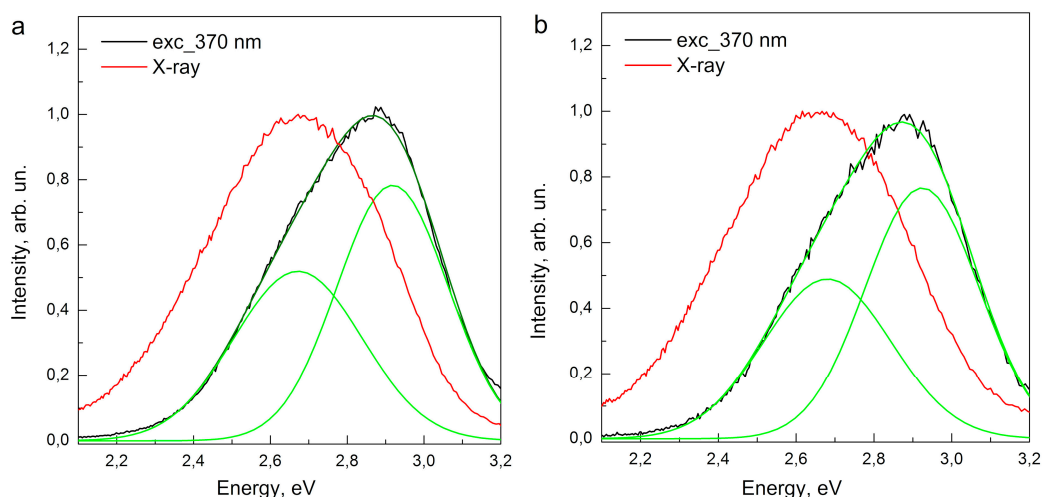 a
exc_370 nm
X-ray
1,2
1,0
0,8
0,6
0,4
0,2
0,0
Intensity, arb. un.
2,2 2,4 2,6 2,8 3,0 3,2
Energy, eV
b
exc_370 nm
X-ray
1,2
1,0
0,8
0,6
0,4
0,2
0,0
Intensity, arb. un.
2,2 2,4 2,6 2,8 3,0 3,2
Energy, eV